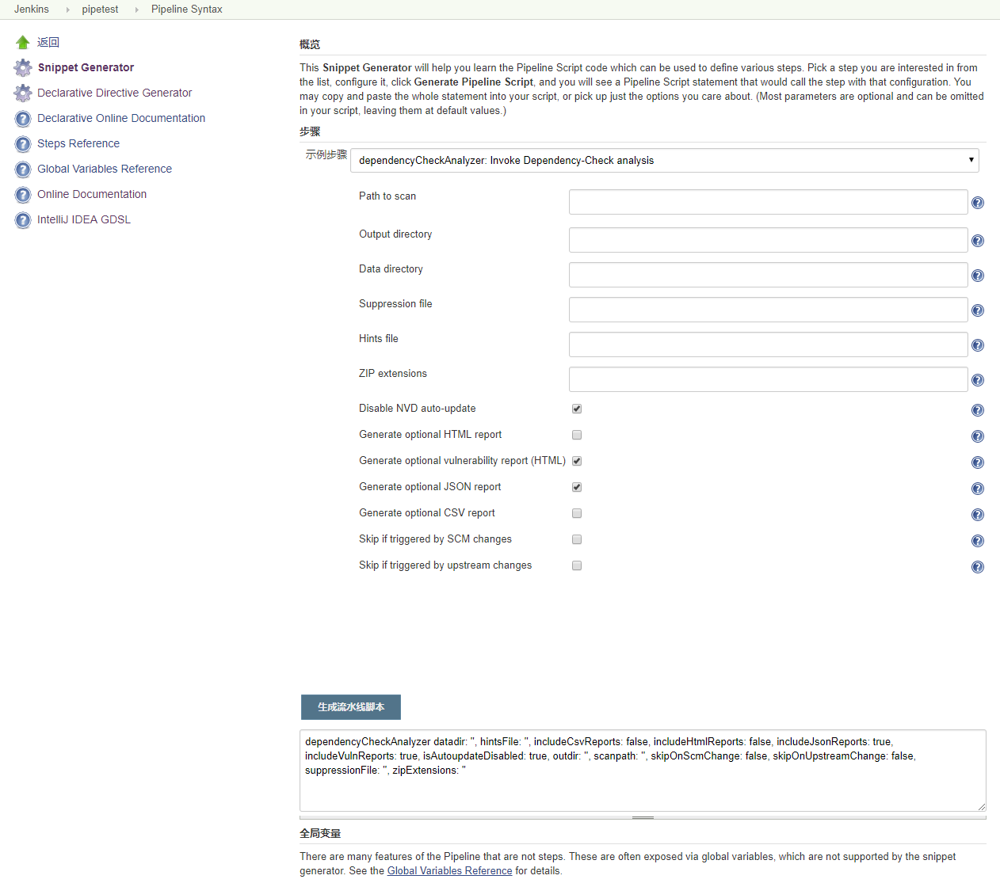 Jenkins pipetest Pipeline Syntax
返回
Snippet Generator
Declarative Directive Generator
Declarative Online Documentation
Steps Reference
Global Variables Reference
Online Documentation
IntelliJ IDEA GDSL
概览
This Snippet Generator will help you learn the Pipeline Script code which can be used to define various steps. Pick a step you are interested in from
the list, configure it, click Generate Pipeline Script, and you will see a Pipeline Script statement that would call the step with that configuration. You
may copy and paste the whole statement into your script, or pick up just the options you care about. (Most parameters are optional and can be omitted
in your script, leaving them at default values.)
步骤
示例步骤 dependencyCheckAnalyzer: Invoke Dependency-Check analysis
Path to scan
Output directory
Data directory
Suppression file
Hints file
ZIP extensions
Disable NVD auto-update
Generate optional HTML report
Generate optional vulnerability report (HTML)
Generate optional JSON report
Generate optional CSV report
Skip if triggered by SCM changes
Skip if triggered by upstream changes
生成流水线脚本
dependencyCheckAnalyzer datadir: '', hintsFile: '', includeCsvReports: false, includeHtmlReports: false, includeJsonReports: true,
includeVulnReports: true, isAutoupdateDisabled: true, outdir: '', scanpath: '', skipOnScmChange: false, skipOnUpstreamChange: false,
suppressionFile: '', zipExtensions: ''
全局变量
There are many features of the Pipeline that are not steps. These are often exposed via global variables, which are not supported by the snippet
generator. See the Global Variables Reference for details.